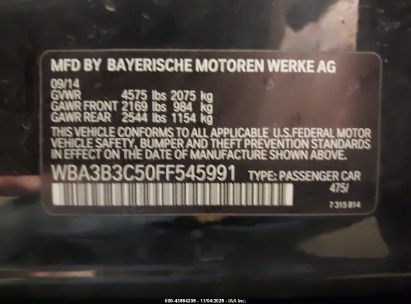 MFD BY BAYERISCHE MOTOREN WERKE AG
09/14
GVWR 4575 lbs 2075 kg
GAWR FRONT 2169 lbs 984 kg
GAWR REAR 2544 lbs 1154 kg
THIS VEHICLE CONFORMS TO ALL APPLICABLE U.S.FEDERAL MOTOR
VEHICLE SAFETY, BUMPER AND THEFT PREVENTION STANDARDS
IN EFFECT ON THE DATE OF MANUFACTURE SHOWN ABOVE.
WBA3B3C50FF545991 TYPE: PASSENGER CAR
475/
7 315 814